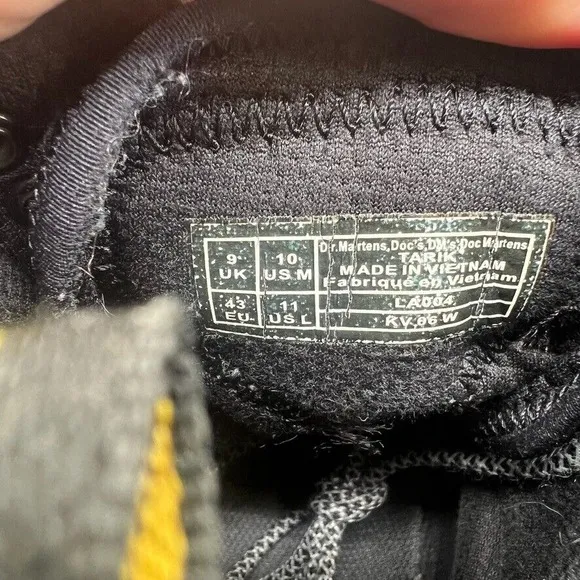 9 UK
10 US M
43 EU
11 US L
Dr.Martens,Doc's,DM's,Doc Martens
TARIK
MADE IN VIETNAM
Fabriqué en Vietnam
LA004
KV.06 W